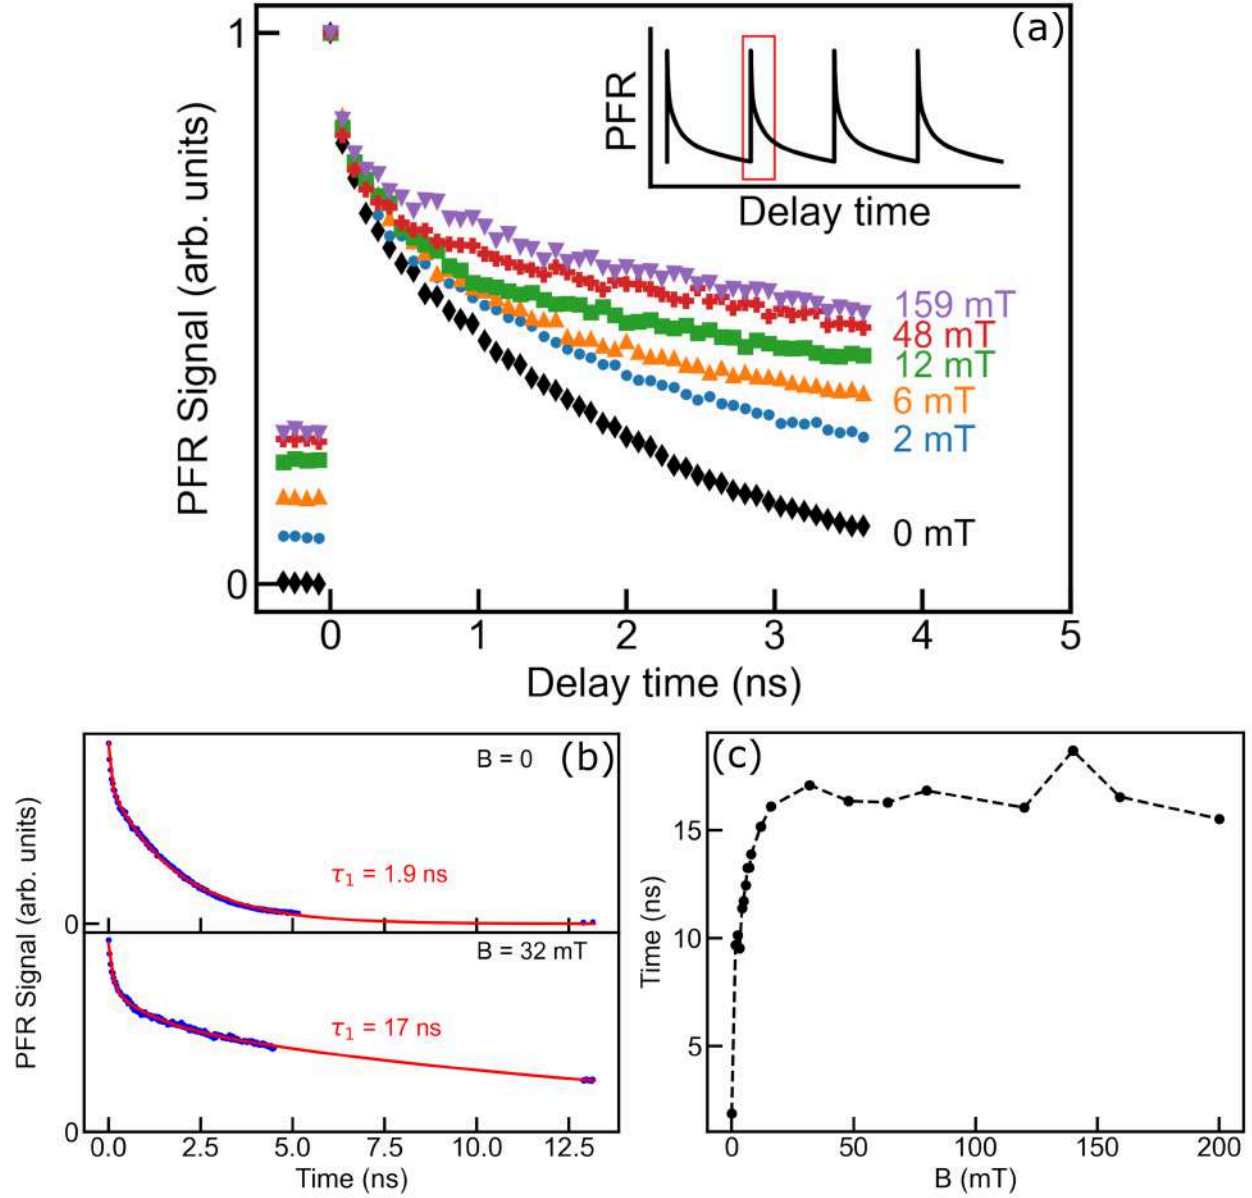 (a)
PFR Signal (arb. units)
1
0
PFR
Delay time
159 mT
48 mT
12 mT
6 mT
2 mT
0 mT
0 1 2 3 4 5
Delay time (ns)
PFR Signal (arb. units)
B = 0
(b)
τ₁ = 1.9 ns
0
B = 32 mT
τ₁ = 17 ns
0
0.0 2.5 5.0 7.5 10.0 12.5
Time (ns)
(c)
Time (ns)
15
10
5
0 50 100 150 200
B (mT)